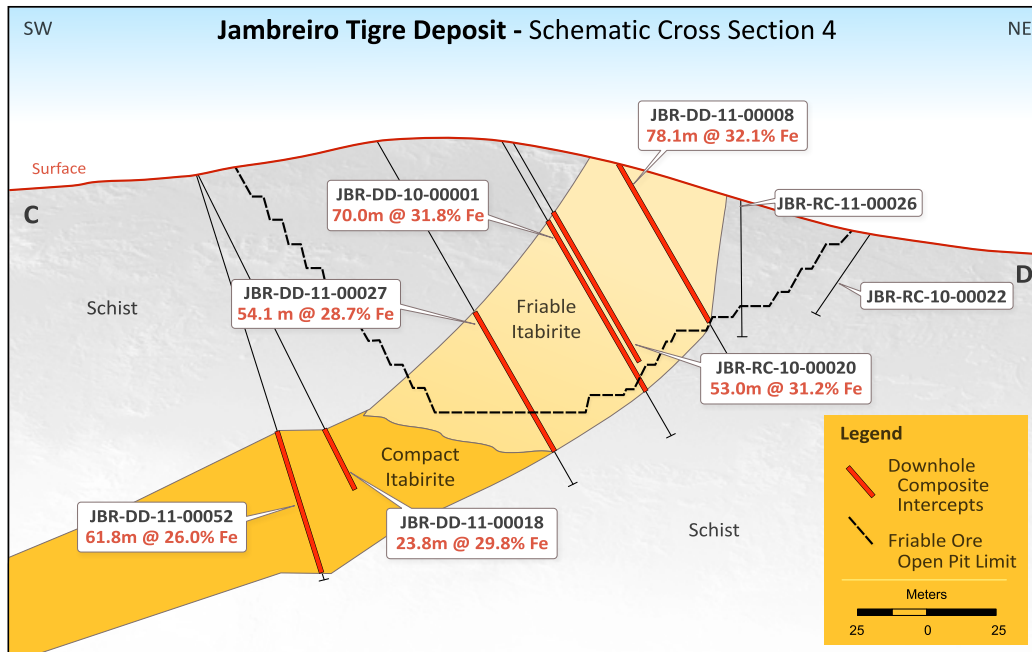 SW
Jambreiro Tigre Deposit - Schematic Cross Section 4
NE
JBR-DD-11-00008
78.1m @ 32.1% Fe
Surface
JBR-DD-10-00001
70.0m @ 31.8% Fe
JBR-RC-11-00026
C
D
JBR-DD-11-00027
54.1 m @ 28.7% Fe
JBR-RC-10-00022
Schist
Friable
Itabirite
JBR-RC-10-00020
53.0m @ 31.2% Fe
Compact
Itabirite
JBR-DD-11-00052
61.8m @ 26.0% Fe
JBR-DD-11-00018
23.8m @ 29.8% Fe
Schist
Legend
Downhole
Composite
Intercepts
Friable Ore
Open Pit Limit
Meters
25 0 25